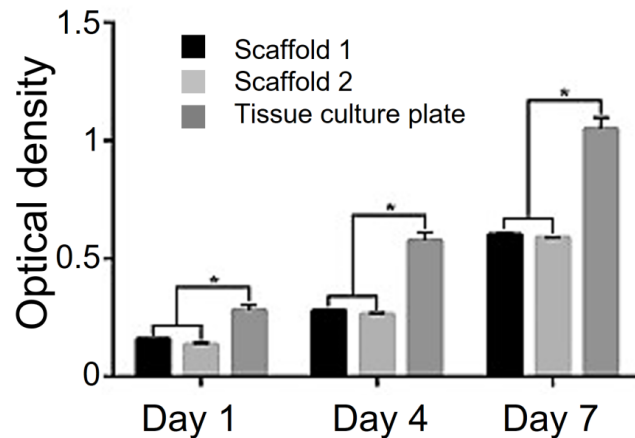 1.5
Scaffold 1
Scaffold 2
Tissue culture plate
*
1
*
0.5
*
0
Optical density
Day 1 Day 4 Day 7